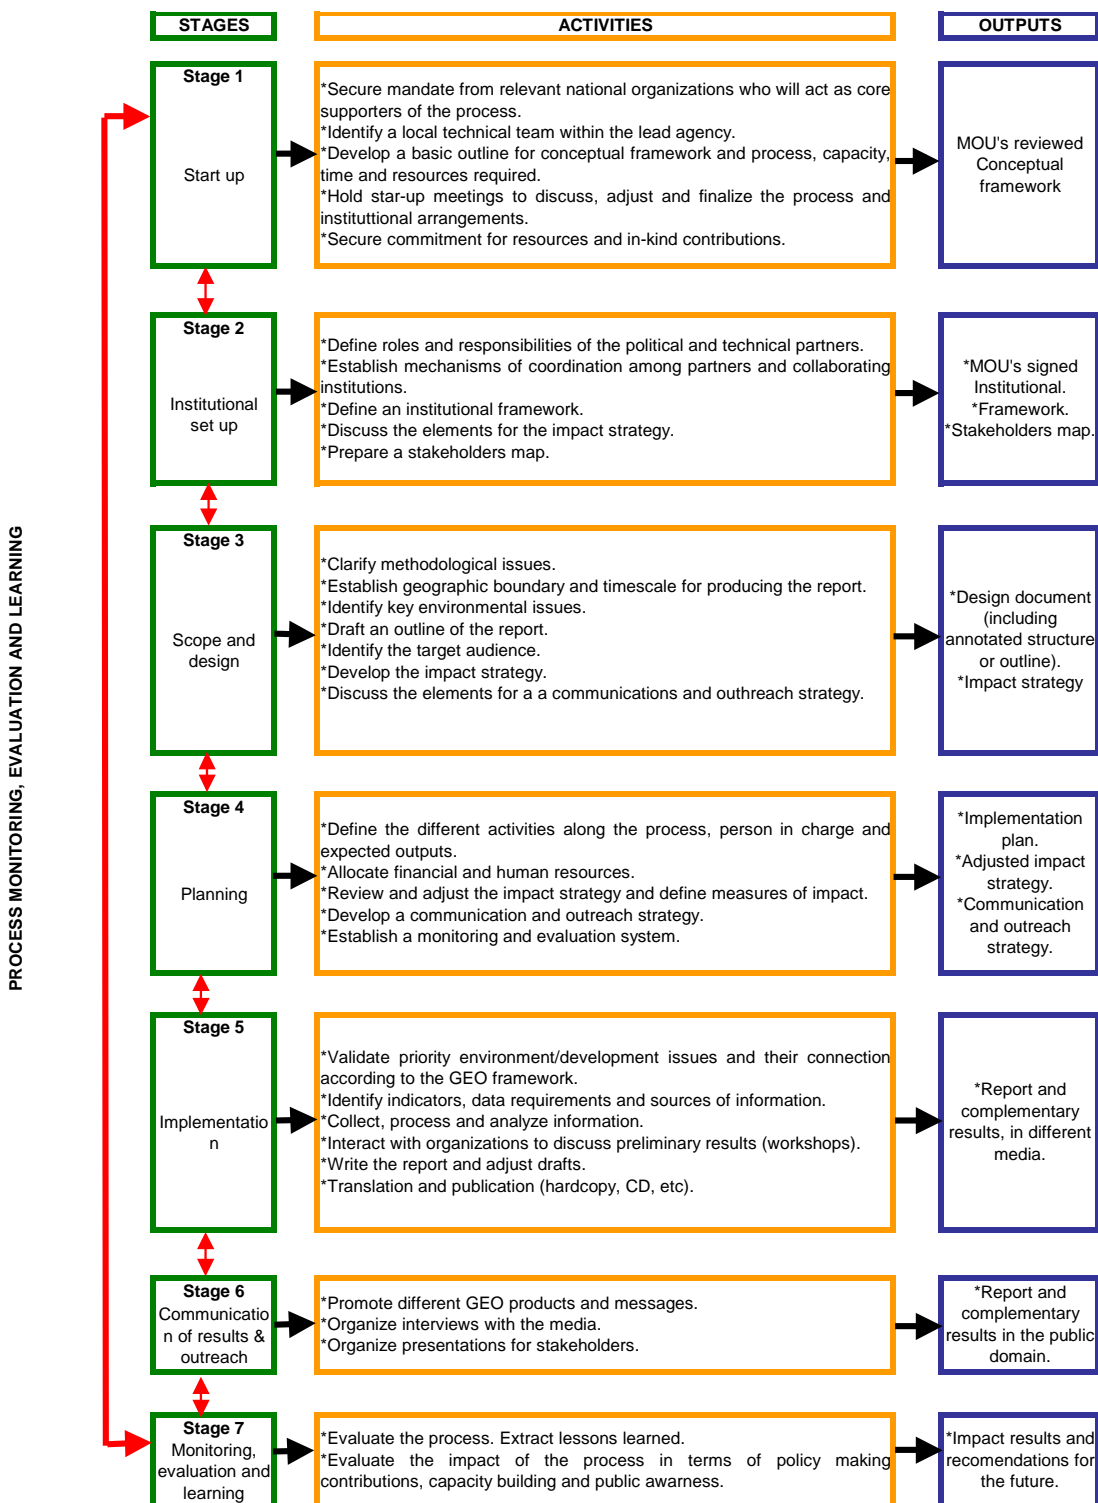 STAGES
ACTIVITIES
OUTPUTS
PROCESS MONITORING, EVALUATION AND LEARNING
Stage 1
Start up
*Secure mandate from relevant national organizations who will act as core
supporters of the process.
*Identify a local technical team within the lead agency.
*Develop a basic outline for conceptual framework and process, capacity,
time and resources required.
*Hold star-up meetings to discuss, adjust and finalize the process and
instituttional arrangements.
*Secure commitment for resources and in-kind contributions.
MOU's reviewed
Conceptual
framework
Stage 2
Institutional
set up
*Define roles and responsibilities of the political and technical partners.
*Establish mechanisms of coordination among partners and collaborating
institutions.
*Define an institutional framework.
*Discuss the elements for the impact strategy.
*Prepare a stakeholders map.
*MOU's signed
Institutional.
*Framework.
*Stakeholders map.
Stage 3
Scope and
design
*Clarify methodological issues.
*Establish geographic boundary and timescale for producing the report.
*Identify key environmental issues.
*Draft an outline of the report.
*Identify the target audience.
*Develop the impact strategy.
*Discuss the elements for a a communications and outhreach strategy.
*Design document
(including
annotated structure
or outline).
*Impact strategy
Stage 4
Planning
*Define the different activities along the process, person in charge and
expected outputs.
*Allocate financial and human resources.
*Review and adjust the impact strategy and define measures of impact.
*Develop a communication and outreach strategy.
*Establish a monitoring and evaluation system.
*Implementation
plan.
*Adjusted impact
strategy.
*Communication
and outreach
strategy.
Stage 5
Implementatio
n
*Validate priority environment/development issues and their connection
according to the GEO framework.
*Identify indicators, data requirements and sources of information.
*Collect, process and analyze information.
*Interact with organizations to discuss preliminary results (workshops).
*Write the report and adjust drafts.
*Translation and publication (hardcopy, CD, etc).
*Report and
complementary
results, in different
media.
Stage 6
Communicatio
n of results &
outreach
*Promote different GEO products and messages.
*Organize interviews with the media.
*Organize presentations for stakeholders.
*Report and
complementary
results in the public
domain.
Stage 7
Monitoring,
evaluation and
learning
*Evaluate the process. Extract lessons learned.
*Evaluate the impact of the process in terms of policy making
contributions, capacity building and public awarness.
*Impact results and
recomendations for
the future.